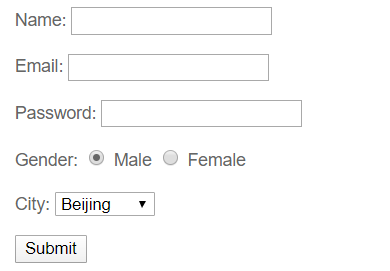 Name:
Email:
Password:
Gender: Male Female
City: Beijing
Submit